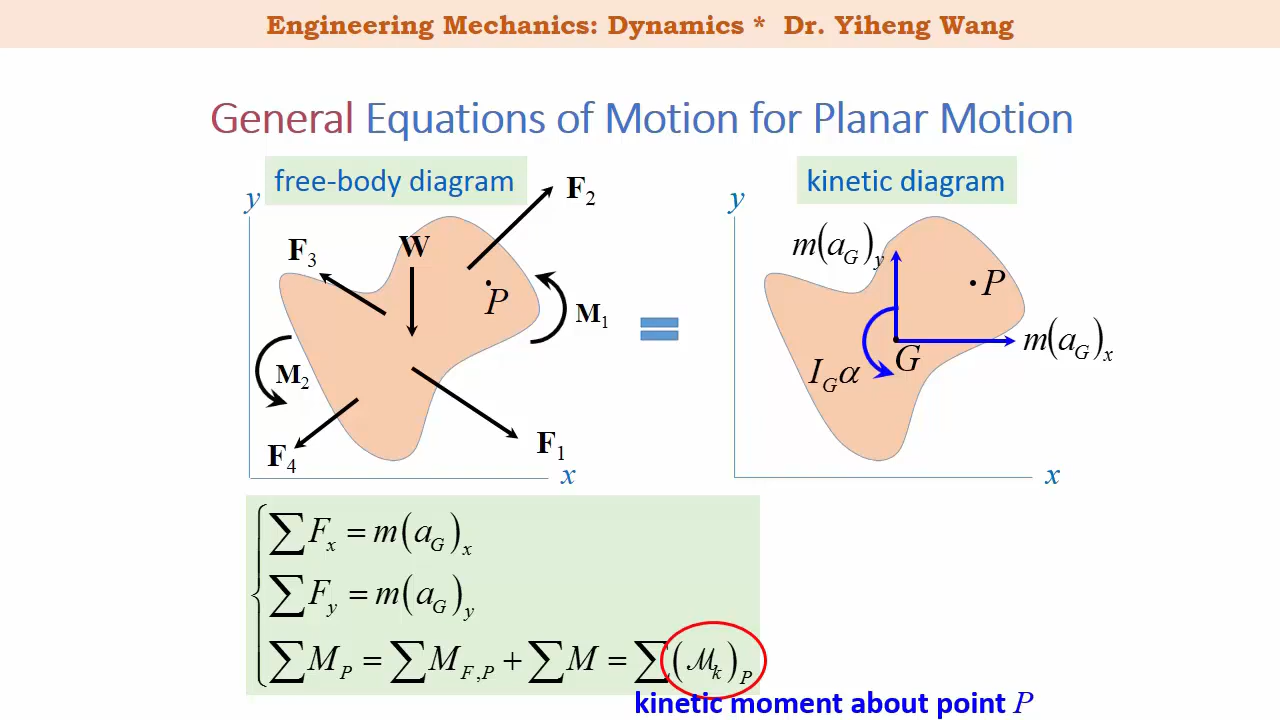 Engineering Mechanics: Dynamics * Dr. Yiheng Wang
General Equations of Motion for Planar Motion
free-body diagram
y
F₂
F₃
W
P
M₁
M₂
F₄
F₁
x
kinetic diagram
y
m(a_G)_y
P
m(a_G)_x
G
I_Gα
x
∑F_x = m(a_G)_x
∑F_y = m(a_G)_y
∑M_P = ∑M_{F,P} + ∑M = ∑(ℳ_k)_P
kinetic moment about point P